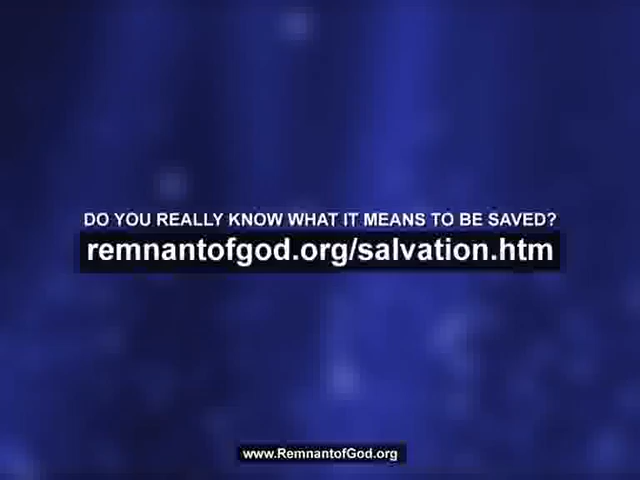 DO YOU REALLY KNOW WHAT IT MEANS TO BE SAVED?
remnantofgod.org/salvation.htm
www.RemnantofGod.org